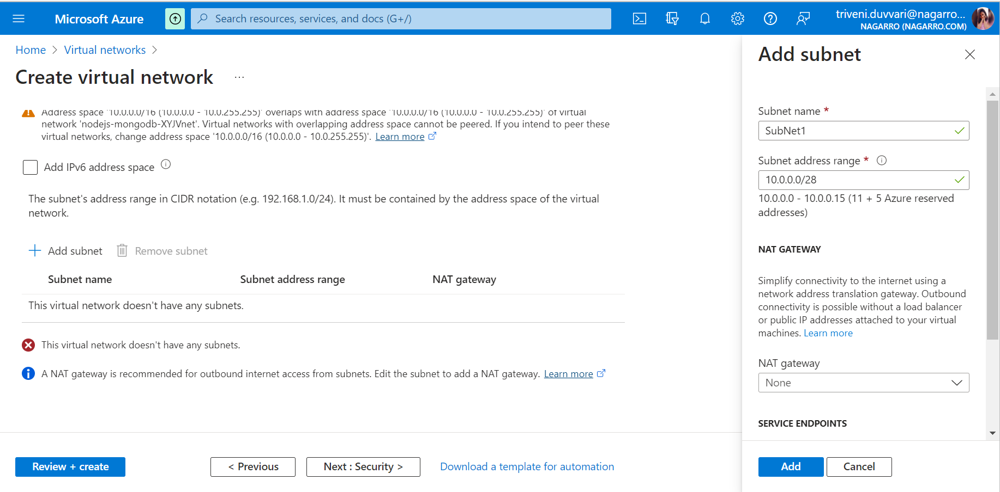 Microsoft Azure
Search resources, services, and docs (G+/)
triveni.duvvari@nagarro...
NAGARRO (NAGARRO.COM)
Home > Virtual networks >
Create virtual network ...
Address space '10.0.0.0/16 (10.0.0.0 - 10.0.255.255)' overlaps with address space '10.0.0.0/16 (10.0.0.0 - 10.0.255.255)' of virtual
network 'nodejs-mongodb-XYJVnet'. Virtual networks with overlapping address space cannot be peered. If you intend to peer these
virtual networks, change address space '10.0.0.0/16 (10.0.0.0 - 10.0.255.255)'. Learn more
Add IPv6 address space
The subnet's address range in CIDR notation (e.g. 192.168.1.0/24). It must be contained by the address space of the virtual
network.
Add subnet Remove subnet
Subnet name Subnet address range NAT gateway
This virtual network doesn't have any subnets.
This virtual network doesn't have any subnets.
A NAT gateway is recommended for outbound internet access from subnets. Edit the subnet to add a NAT gateway. Learn more
Review + create < Previous Next : Security > Download a template for automation
Add subnet
Subnet name *
SubNet1
Subnet address range *
10.0.0.0/28
10.0.0.0 - 10.0.0.15 (11 + 5 Azure reserved
addresses)
NAT GATEWAY
Simplify connectivity to the internet using a
network address translation gateway. Outbound
connectivity is possible without a load balancer
or public IP addresses attached to your virtual
machines. Learn more
NAT gateway
None
SERVICE ENDPOINTS
Add Cancel